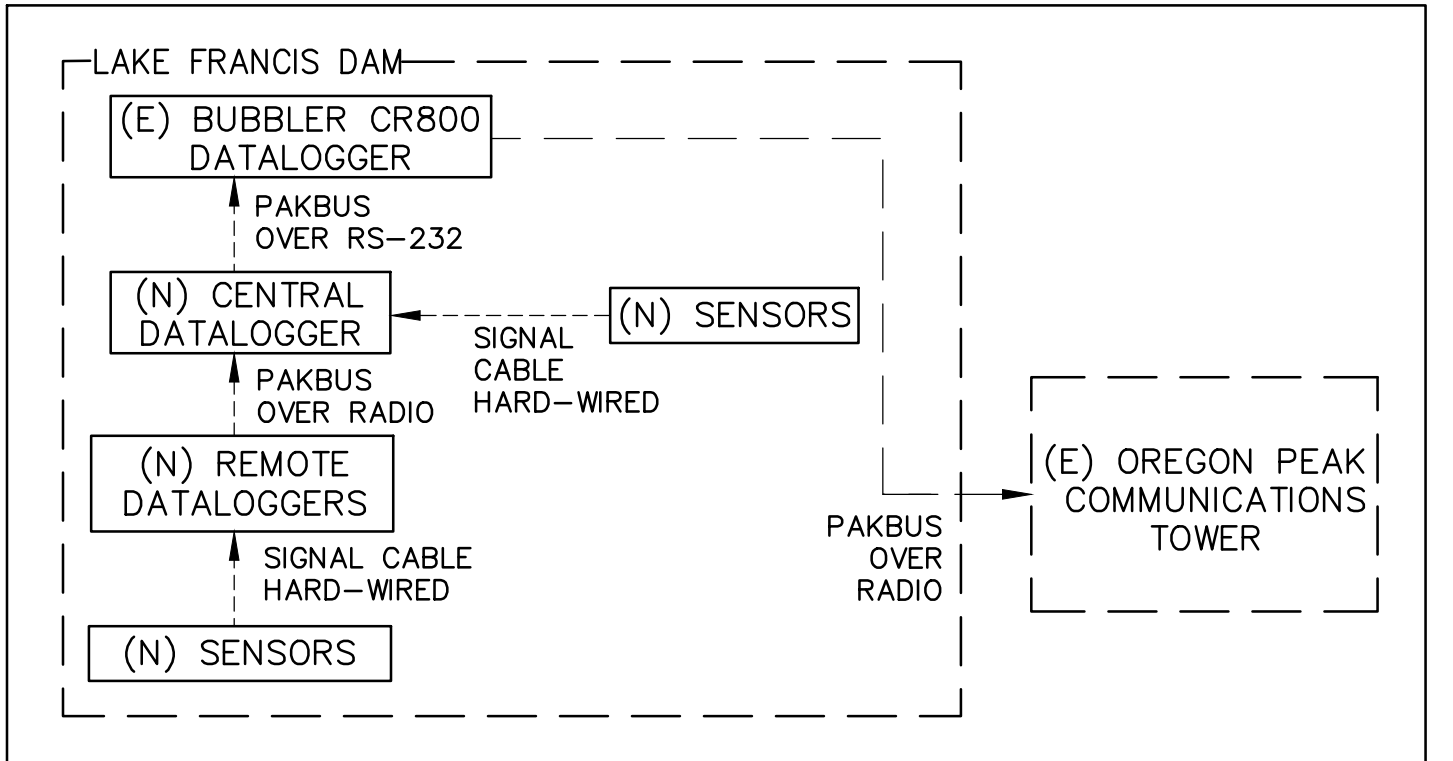 LAKE FRANCIS DAM
(E) BUBBLER CR800
DATALOGGER
PAKBUS
OVER RS-232
(N) CENTRAL
DATALOGGER
(N) SENSORS
SIGNAL
CABLE
HARD-WIRED
PAKBUS
OVER RADIO
(N) REMOTE
DATALOGGERS
SIGNAL CABLE
HARD-WIRED
(N) SENSORS
PAKBUS
OVER
RADIO
(E) OREGON PEAK
COMMUNICATIONS
TOWER